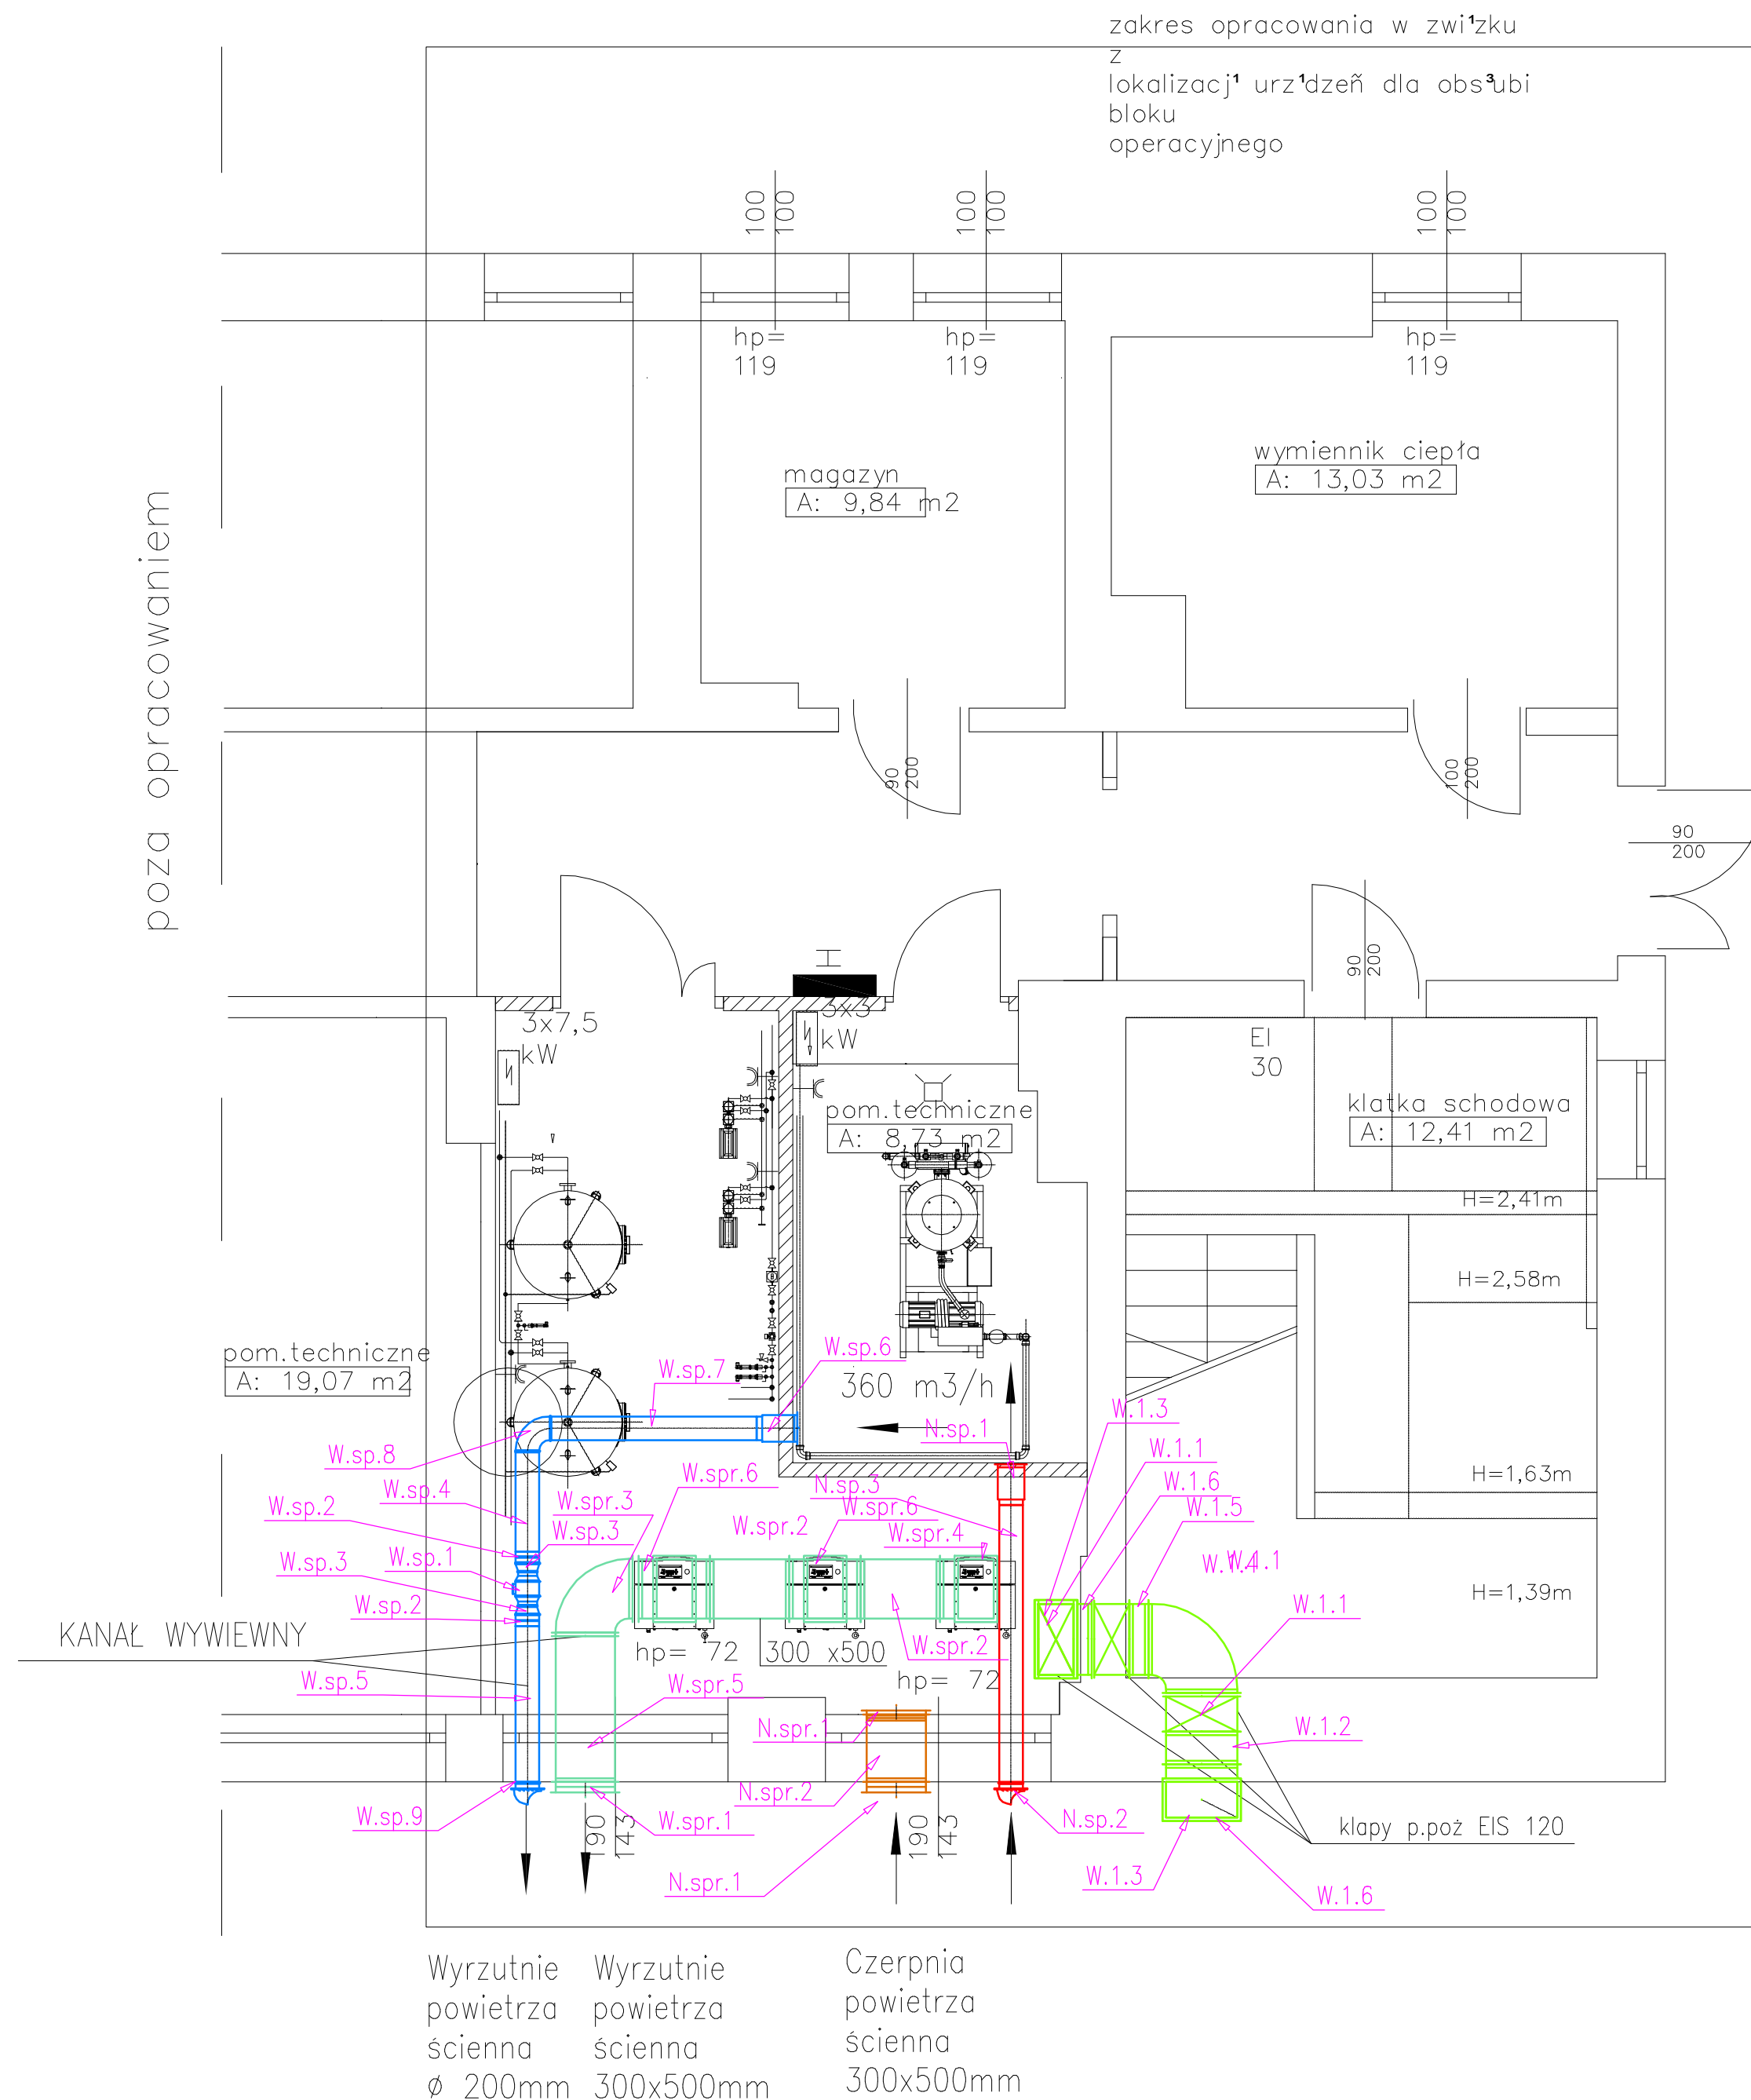 zakres opracowania w zwi¹zku
z
lokalizacj¹ urz¹dzeñ dla obs³ubi
bloku
operacyjnego
100
100
100
100
100
100
hp=
119
hp=
119
hp=
119
poza opracowaniem
magazyn
A: 9,84 m2
wymiennik ciepła
A: 13,03 m2
90
200
100
200
90
200
90
200
H
3x7,5
kW
3x3
kW
EI
30
pom.techniczne
A: 8,73 m2
klatka schodowa
A: 12,41 m2
H=2,41m
H=2,58m
pom.techniczne
A: 19,07 m2
W.sp.7
W.sp.6
360 m3/h
N.sp.1
W.1.3
W.1.1
W.1.6
W.1.5
H=1,63m
W.sp.8
W.sp.4
W.spr.6
N.sp.3
W.sp.2
W.spr.3
W.spr.6
W.sp.3
W.spr.2
W.spr.4
W.sp.3
W.sp.1
W.1.4
W.1.1
H=1,39m
W.sp.2
W.1.1
KANAŁ WYWIEWNY
hp= 72
300 x500
W.spr.2
hp= 72
W.sp.5
W.spr.5
N.spr.1
W.1.2
N.spr.2
W.sp.9
W.spr.1
190
143
190
143
N.sp.2
klapy p.poż EIS 120
N.spr.1
W.1.3
W.1.6
Wyrzutnie
powietrza
ścienna
ø 200mm
Wyrzutnie
powietrza
ścienna
300x500mm
Czerpnia
powietrza
ścienna
300x500mm